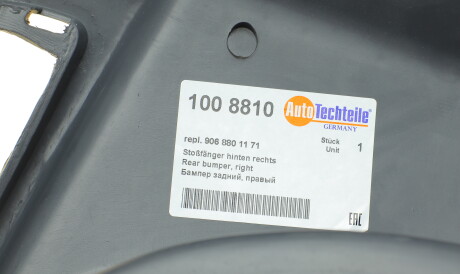 100 8810
AutoTechteile®
GERMANY
repl. 906 880 11 71
Stück
Unit 1
Stoßfänger hinten rechts
Rear bumper, right
Бампер задний, правый
EAC